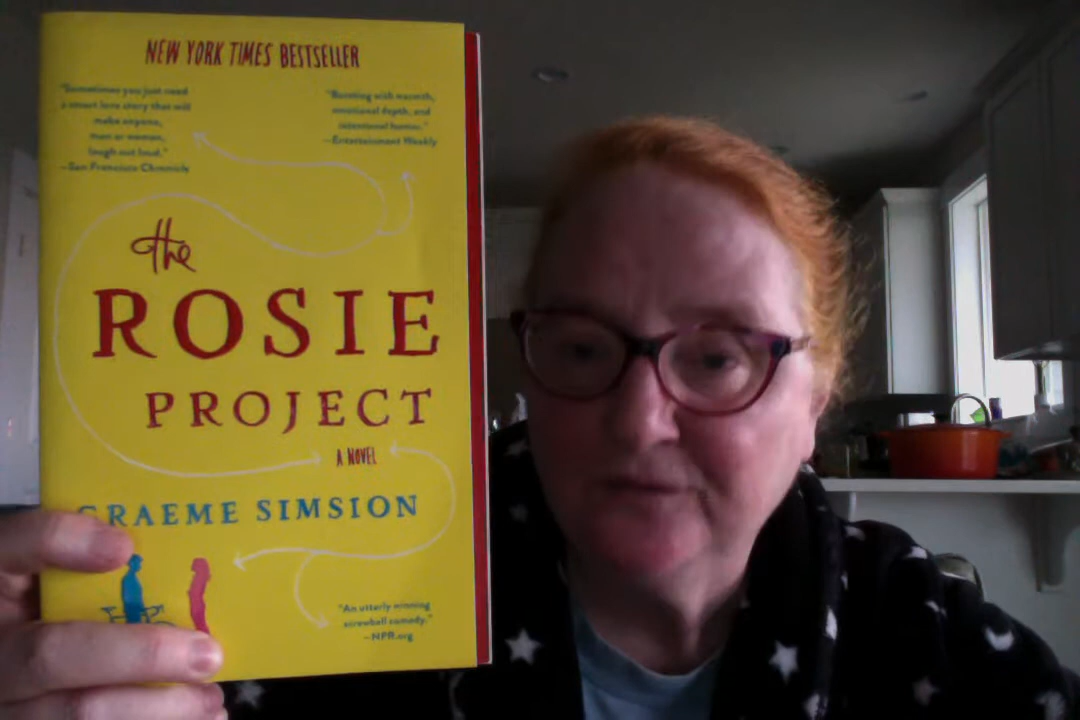 NEW YORK TIMES BESTSELLER
"Sometimes you just need
a smart love story that will
make anyone,
man or woman,
laugh out loud."
—San Francisco Chronicle
"Bursting with warmth,
emotional depth, and
intentional humor."
—Entertainment Weekly
the
ROSIE
PROJECT
A NOVEL
GRAEME SIMSION
"An utterly winning
screwball comedy."
—NPR.org